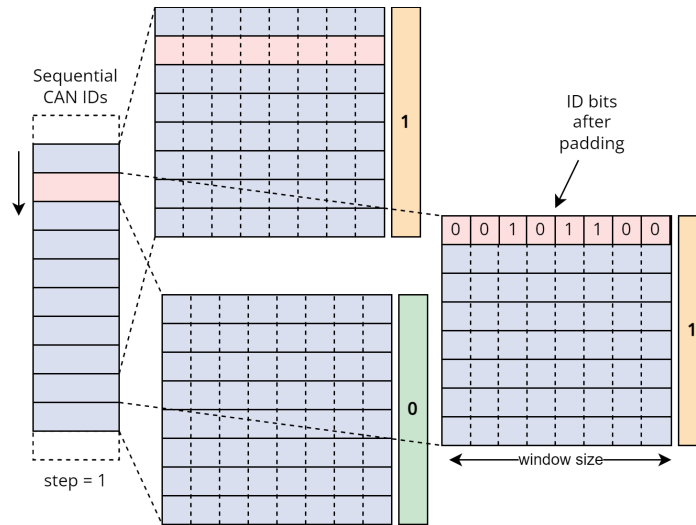 Sequential
CAN IDs
1
ID bits
after
padding
0 0 1 0 1 1 0 0
1
0
window size
step = 1